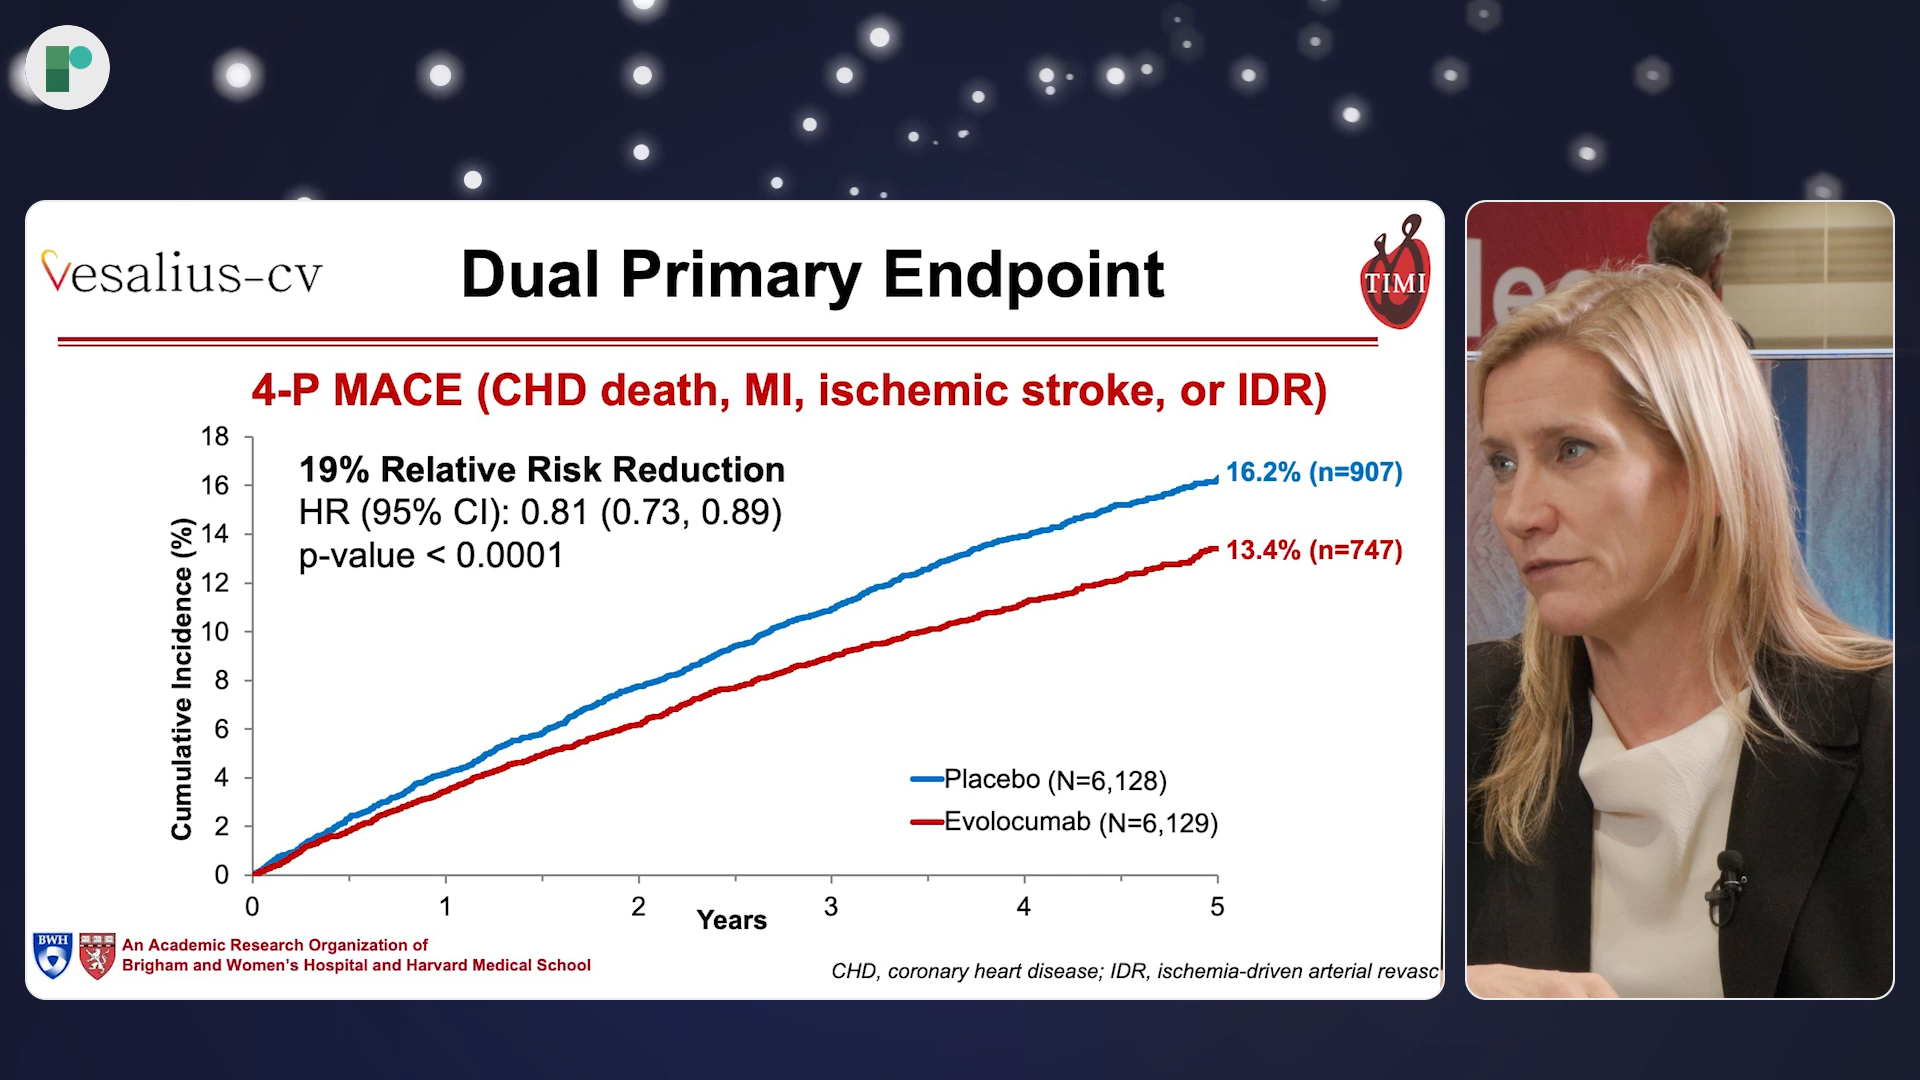 Vesalius-cv
Dual Primary Endpoint
TIMI
4-P MACE (CHD death, MI, ischemic stroke, or IDR)
19% Relative Risk Reduction
HR (95% CI): 0.81 (0.73, 0.89)
p-value < 0.0001
16.2% (n=907)
13.4% (n=747)
Cumulative Incidence (%)
18
16
14
12
10
8
6
4
2
0
Placebo (N=6,128)
Evolocumab (N=6,129)
0 1 2 3 4 5
Years
BWH
An Academic Research Organization of
Brigham and Women's Hospital and Harvard Medical School
CHD, coronary heart disease; IDR, ischemia-driven arterial revasc